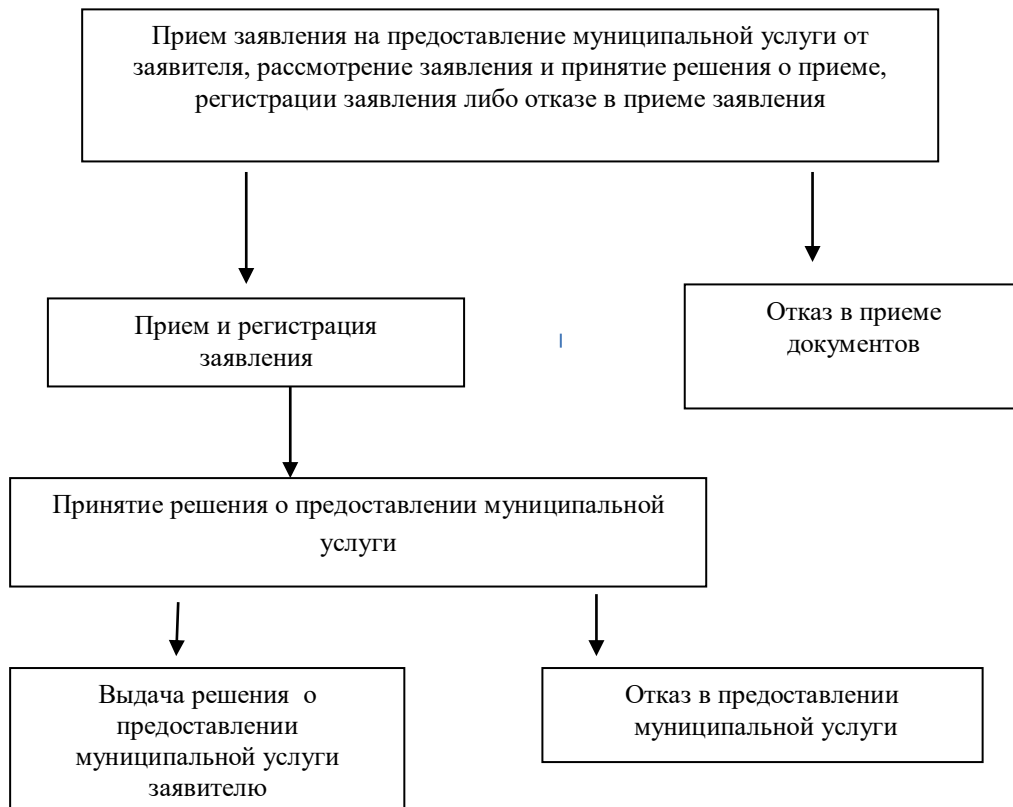 Прием заявления на предоставление муниципальной услуги от
заявителя, рассмотрение заявления и принятие решения о приеме,
регистрации заявления либо отказе в приеме заявления
Прием и регистрация
заявления
Отказ в приеме
документов
Принятие решения о предоставлении муниципальной
услуги
Выдача решения о
предоставлении
муниципальной услуги
заявителю
Отказ в предоставлении
муниципальной услуги